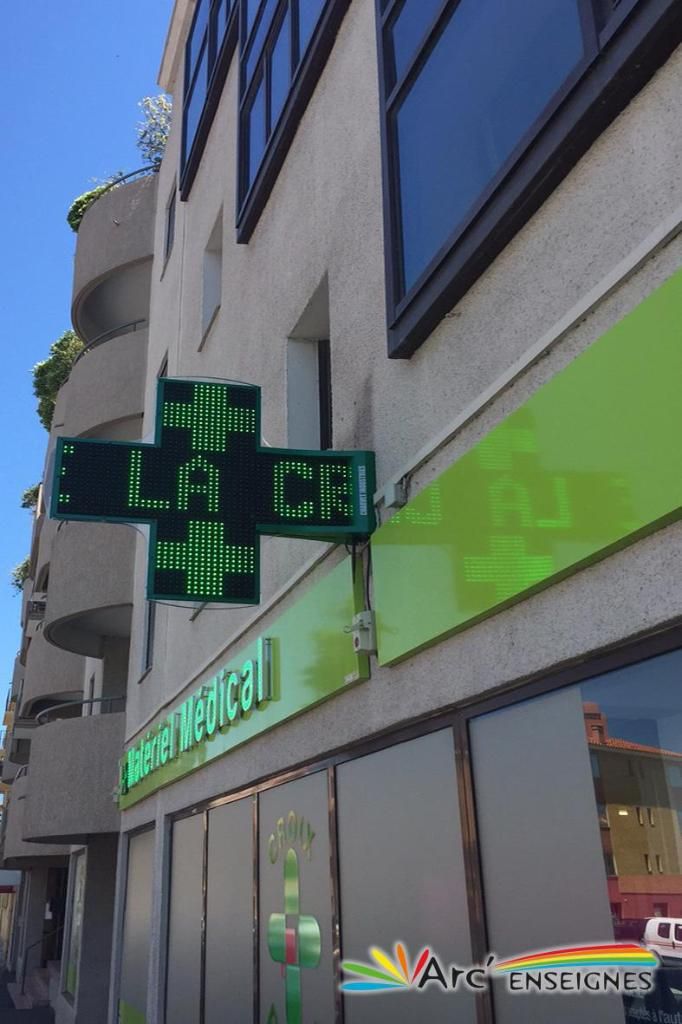 LA CR
Matériel Médical
CROIX
Arc'
ENSEIGNES